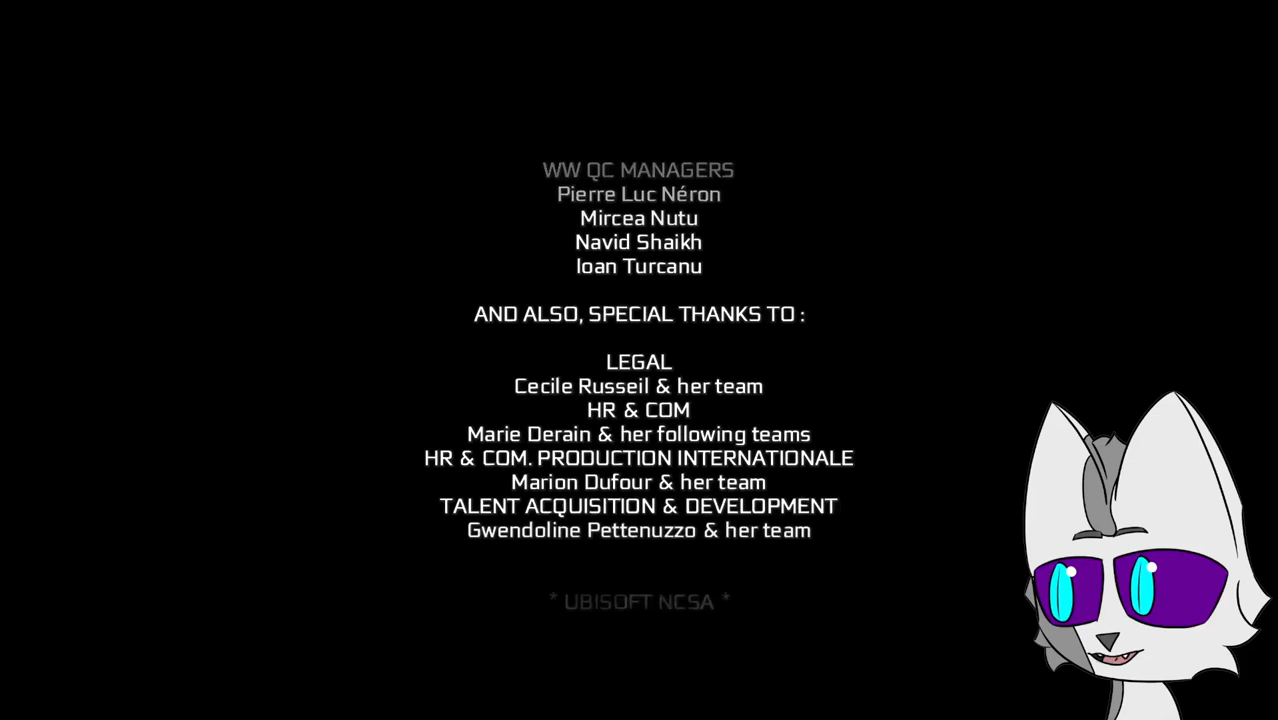 WW QC MANAGERS
Pierre Luc Néron
Mircea Nutu
Navid Shaikh
Ioan Turcanu
AND ALSO, SPECIAL THANKS TO :
LEGAL
Cecile Russeil & her team
HR & COM
Marie Derain & her following teams
HR & COM. PRODUCTION INTERNATIONALE
Marion Dufour & her team
TALENT ACQUISITION & DEVELOPMENT
Gwendoline Pettenuzzo & her team
* UBISOFT NCSA *